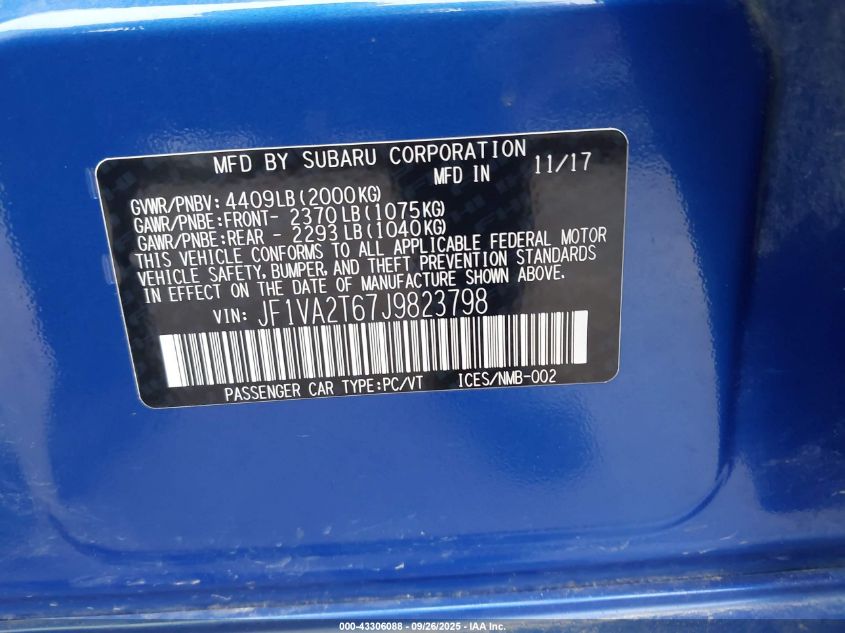 MFD BY SUBARU CORPORATION
MFD IN 11/17
GVWR/PNBV: 4409LB(2000KG)
GAWR/PNBE:FRONT- 2370LB(1075KG)
GAWR/PNBE:REAR - 2293LB(1040KG)
THIS VEHICLE CONFORMS TO ALL APPLICABLE FEDERAL MOTOR
VEHICLE SAFETY, BUMPER, AND THEFT PREVENTION STANDARDS
IN EFFECT ON THE DATE OF MANUFACTURE SHOWN ABOVE.
VIN: JF1VA2T67J9823798
PASSENGER CAR TYPE:PC/VT ICES/NMB-002
000-43306088 - 09/26/2025 - IAA Inc.